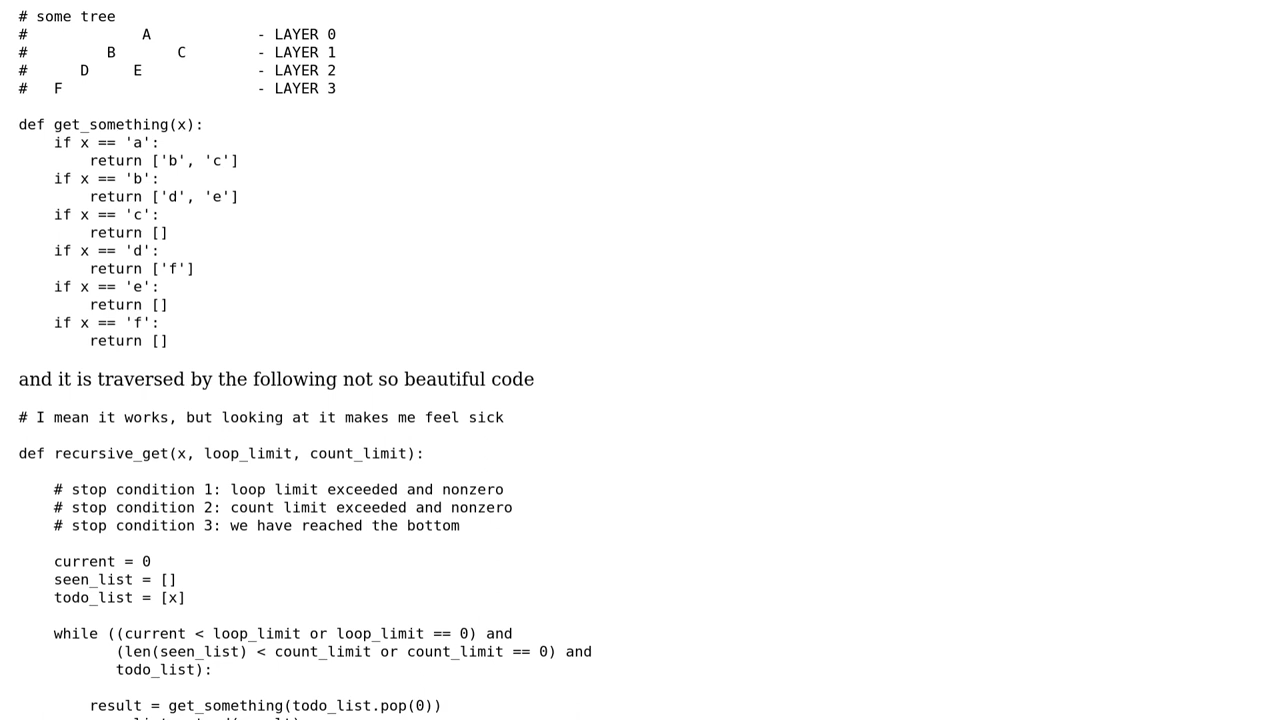 # some tree
#             A            - LAYER 0
#         B       C        - LAYER 1
#      D     E             - LAYER 2
#   F                      - LAYER 3
def get_something(x):
    if x == 'a':
        return ['b', 'c']
    if x == 'b':
        return ['d', 'e']
    if x == 'c':
        return []
    if x == 'd':
        return ['f']
    if x == 'e':
        return []
    if x == 'f':
        return []
and it is traversed by the following not so beautiful code
# I mean it works, but looking at it makes me feel sick
def recursive_get(x, loop_limit, count_limit):
    # stop condition 1: loop limit exceeded and nonzero
    # stop condition 2: count limit exceeded and nonzero
    # stop condition 3: we have reached the bottom
    current = 0
    seen_list = []
    todo_list = [x]
    while ((current < loop_limit or loop_limit == 0) and
           (len(seen_list) < count_limit or count_limit == 0) and
           todo_list):
        result = get_something(todo_list.pop(0))